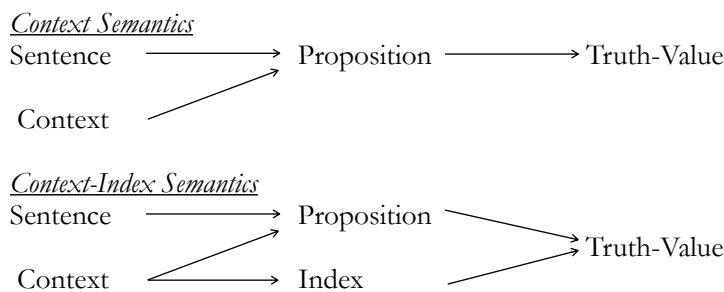 Context Semantics
Sentence Proposition Truth-Value
Context
Context-Index Semantics
Sentence Proposition
Truth-Value
Context Index